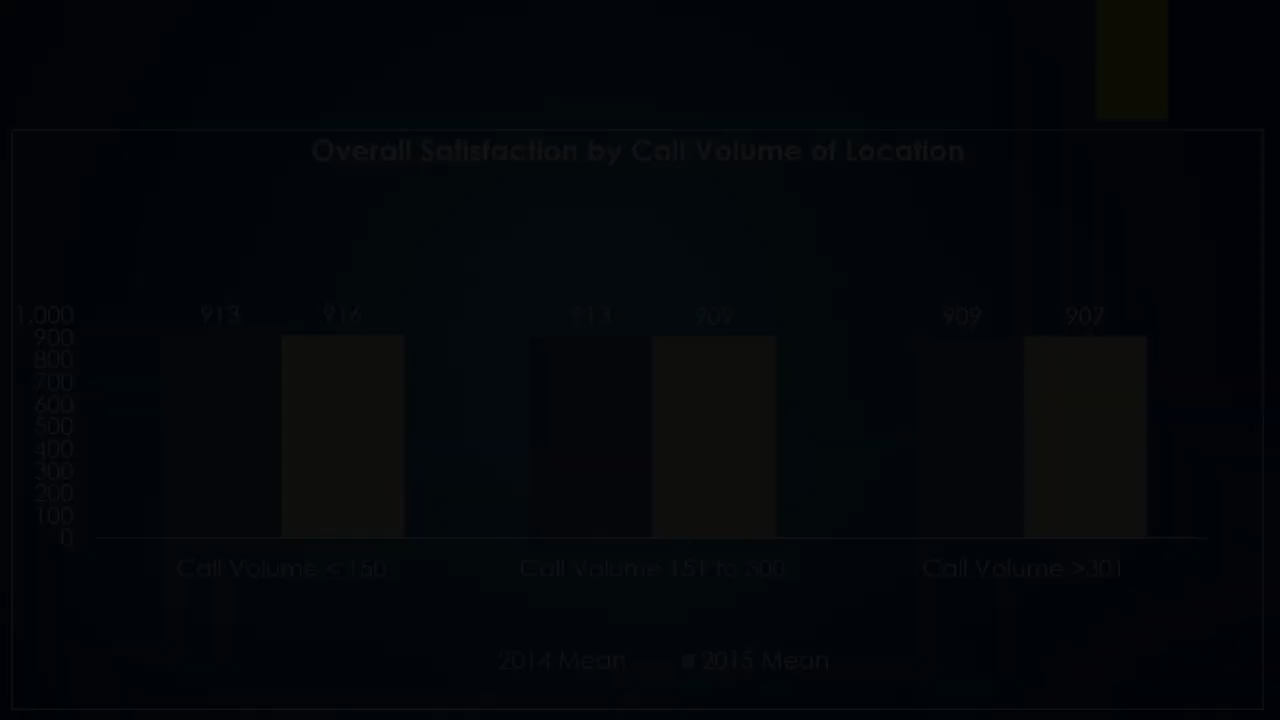 Overall Satisfaction by Call Volume of Location
1,000
900
800
700
600
500
400
300
200
100
0
913
916
913
909
909
907
Call Volume <150
Call Volume 151 to 300
Call Volume >301
2014 Mean
2015 Mean